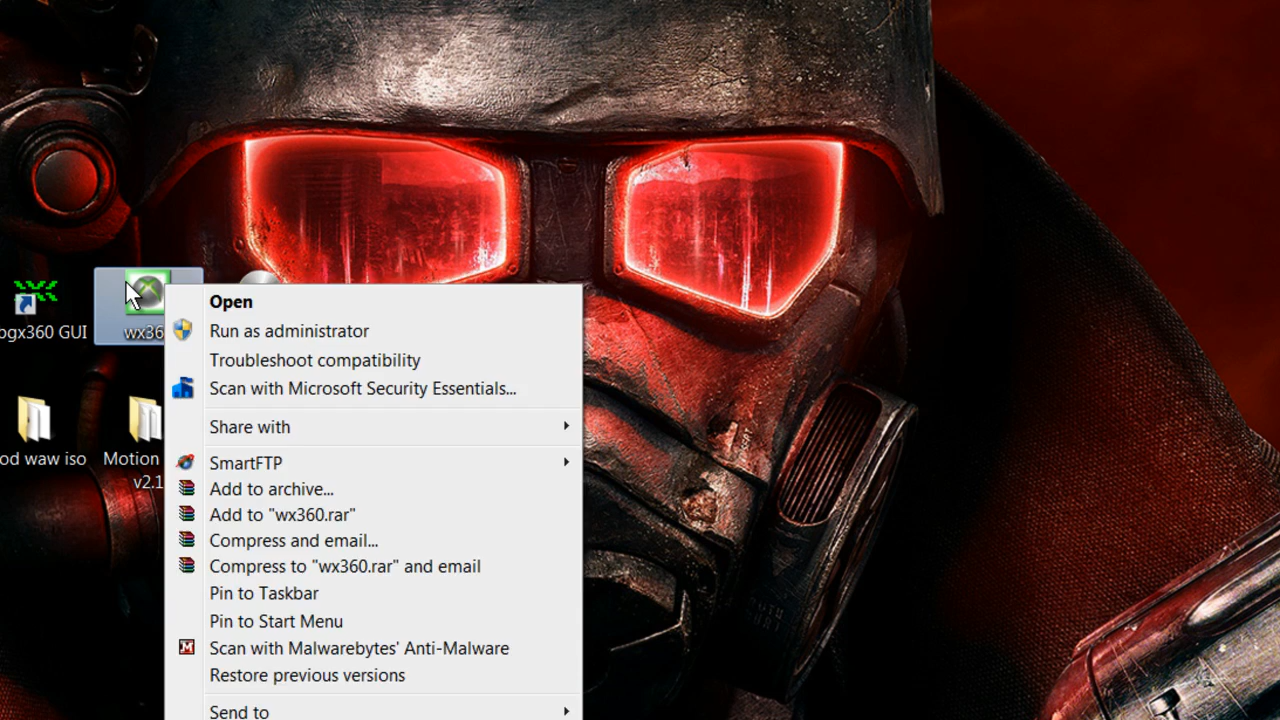 Open
Run as administrator
Troubleshoot compatibility
Scan with Microsoft Security Essentials...
Share with
SmartFTP
Add to archive...
Add to "wx360.rar"
Compress and email...
Compress to "wx360.rar" and email
Pin to Taskbar
Pin to Start Menu
Scan with Malwarebytes' Anti-Malware
Restore previous versions
Send to
bgx360 GUI
wx36
od waw iso
Motion
v2.1